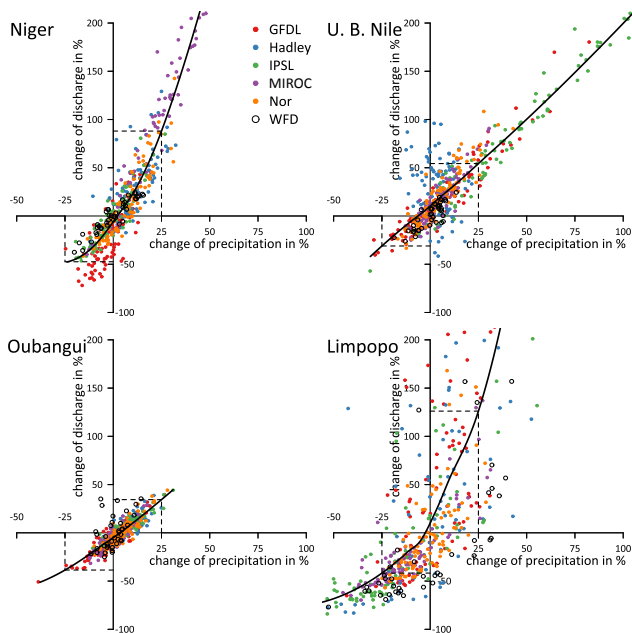 Niger
change of discharge in %
change of precipitation in %
200
150
100
50
-50
-100
-50
-25
25
50
75
100
GFDL
Hadley
IPSL
MIROC
Nor
WFD
U. B. Nile
change of discharge in %
change of precipitation in %
200
150
100
50
-50
-100
-50
-25
25
50
75
100
Oubangui
change of discharge in %
change of precipitation in %
200
150
100
50
-50
-100
-50
-25
25
50
75
100
Limpopo
change of discharge in %
change of precipitation in %
200
150
100
50
-50
-100
-50
-25
25
50
75
100